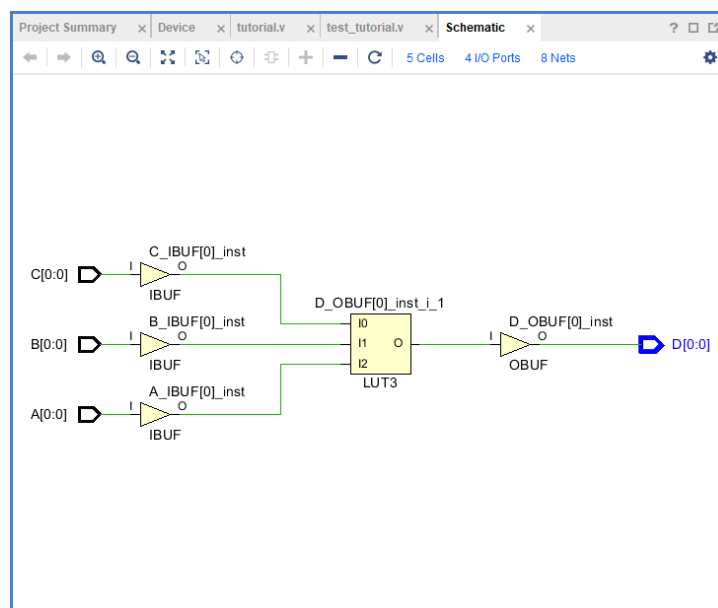 Project Summary × Device × tutorial.v × test_tutorial.v × Schematic × ?
5 Cells 4 I/O Ports 8 Nets
C_IBUF[0]_inst
C[0:0] I O
IBUF
D_OBUF[0]_inst_i_1
B_IBUF[0]_inst
I0
D_OBUF[0]_inst
B[0:0] I O I1 O I O D[0:0]
IBUF
I2
OBUF
LUT3
A_IBUF[0]_inst
A[0:0] I O
IBUF